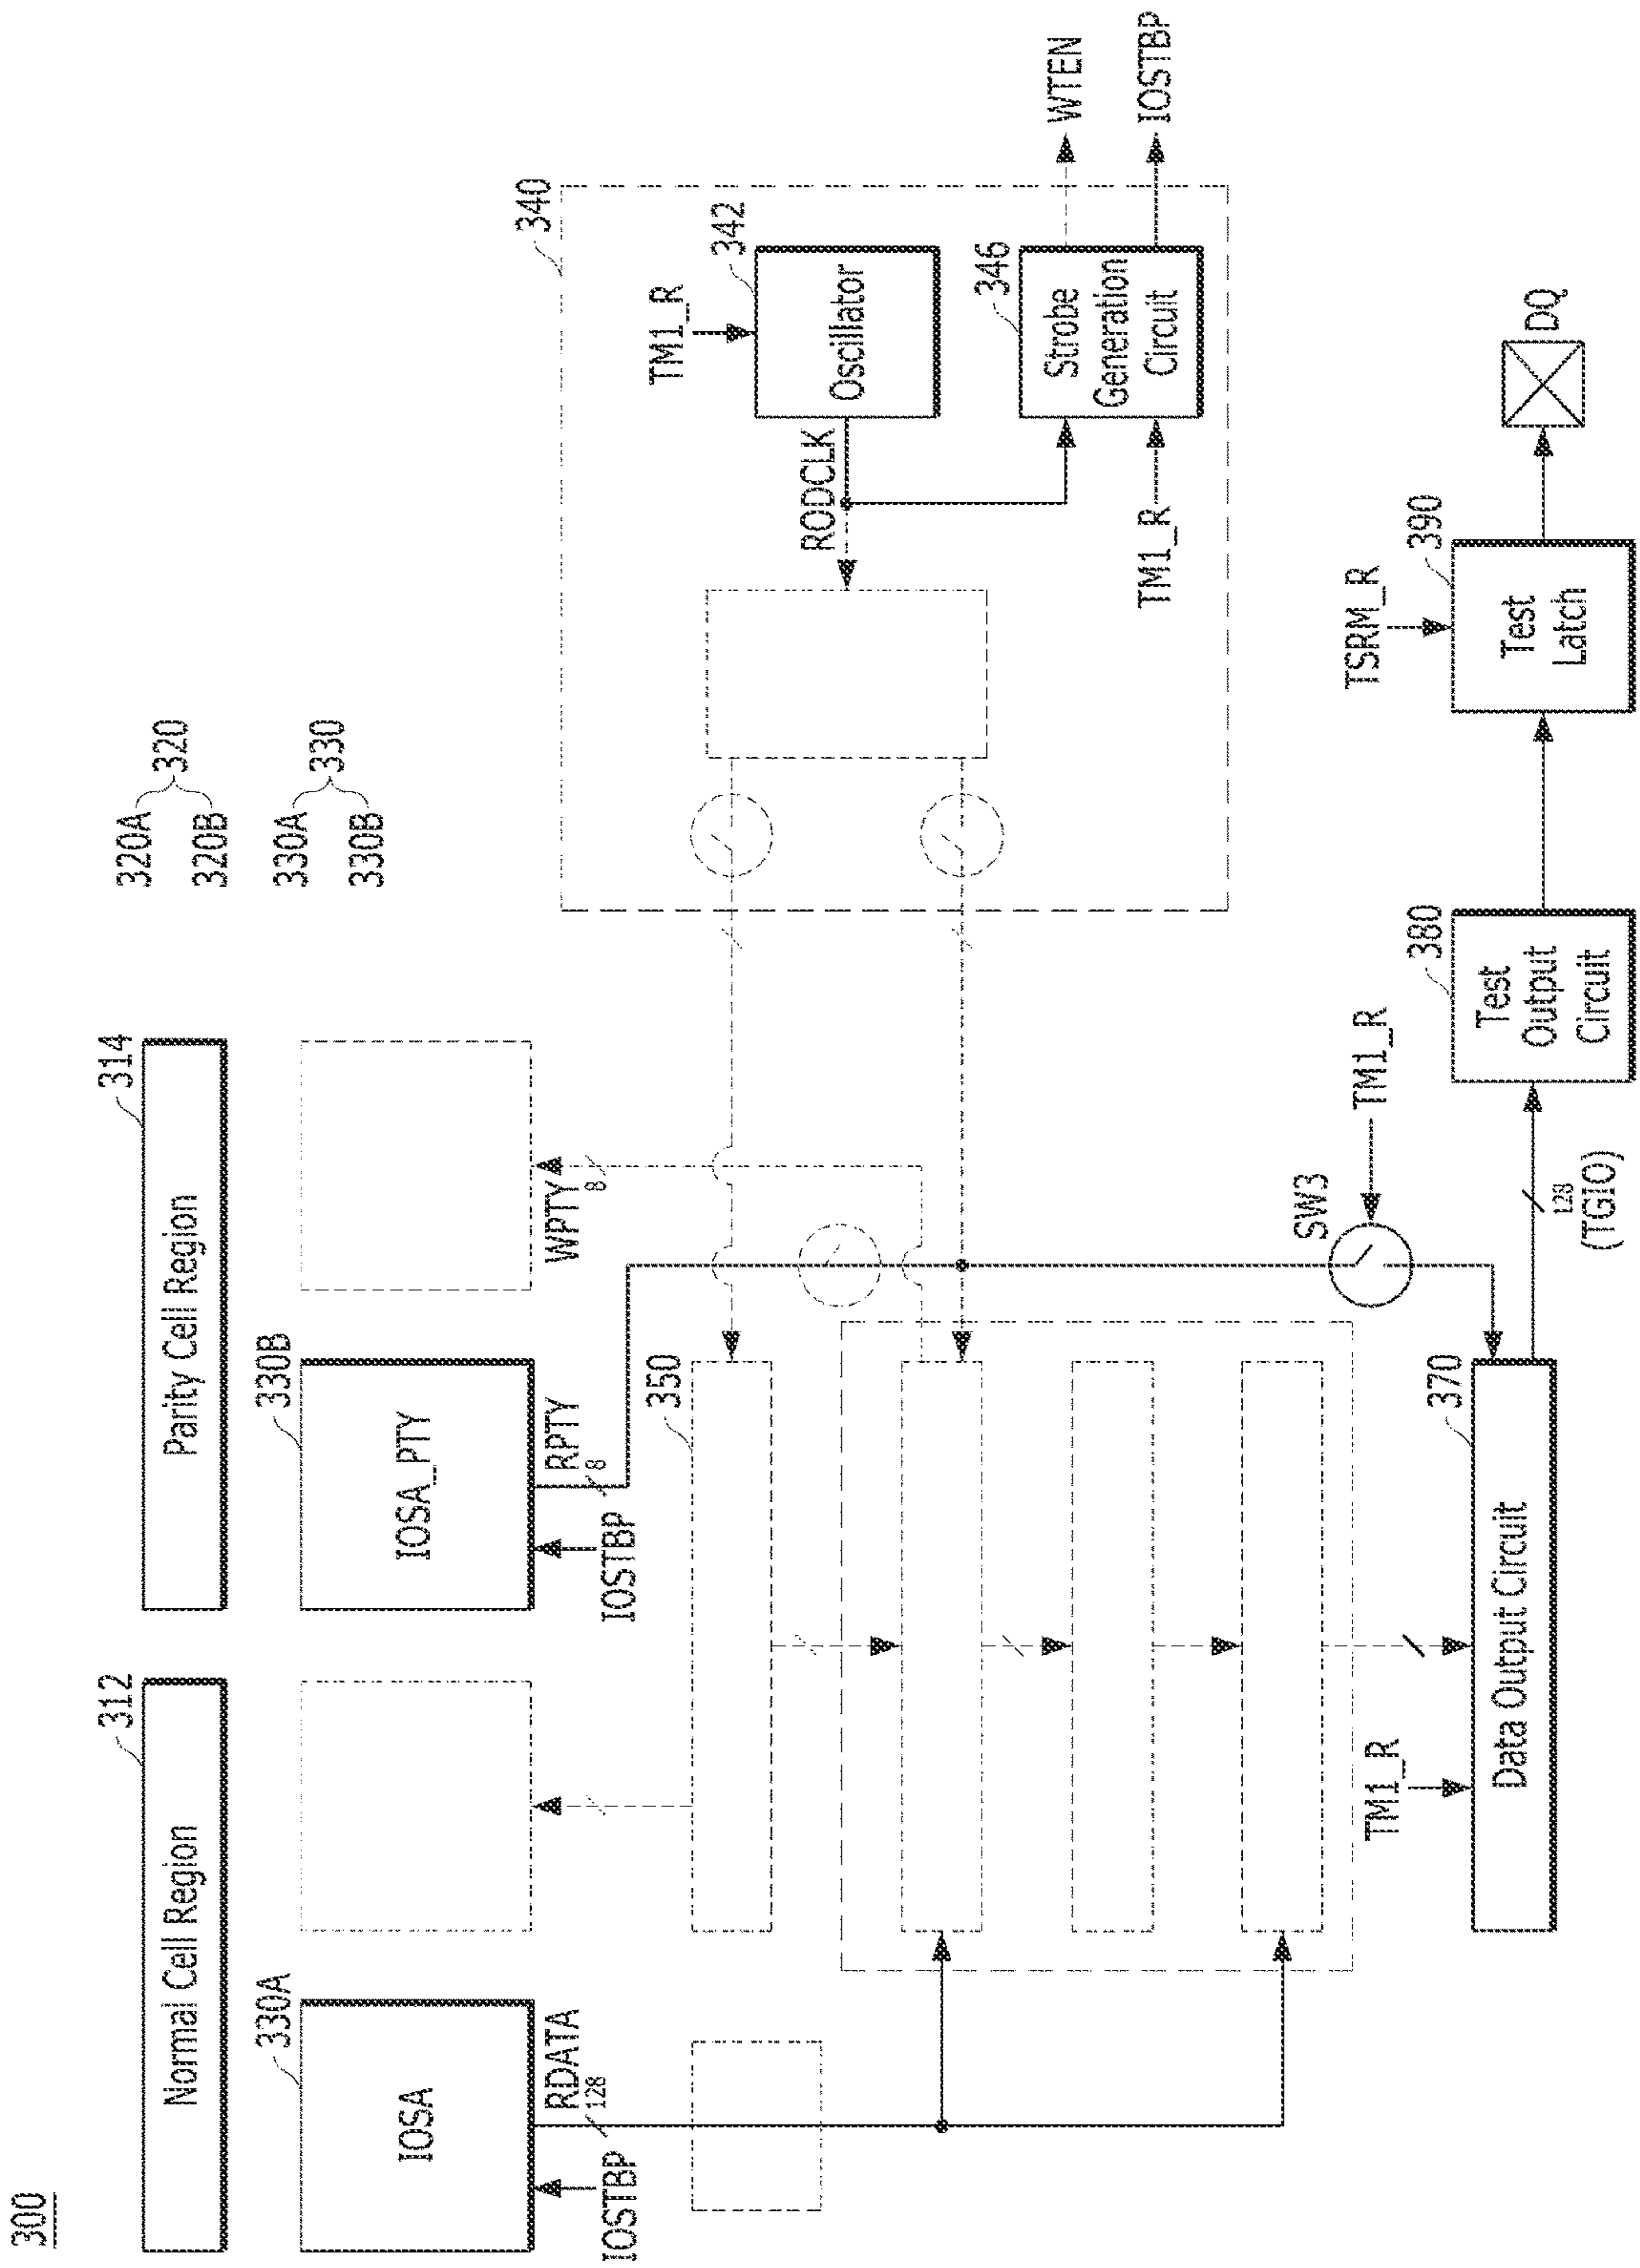 300
312
Normal Cell Region
314
Parity Cell Region
320A
320B
320
330A
330B
330
330A
IOSA
IOSTBP
RDATA
128
330B
IOSA_PTY
IOSTBP
RPTY
8
WPTY
8
340
TM1_R
342
Oscillator
RODCLK
346
Strobe
Generation
Circuit
TM1_R
WTEN
IOSTBP
350
SW3
TM1_R
TM1_R
370
Data Output Circuit
128
(TGIO)
380
Test
Output
Circuit
TSRM_R
390
Test
Latch
DQ